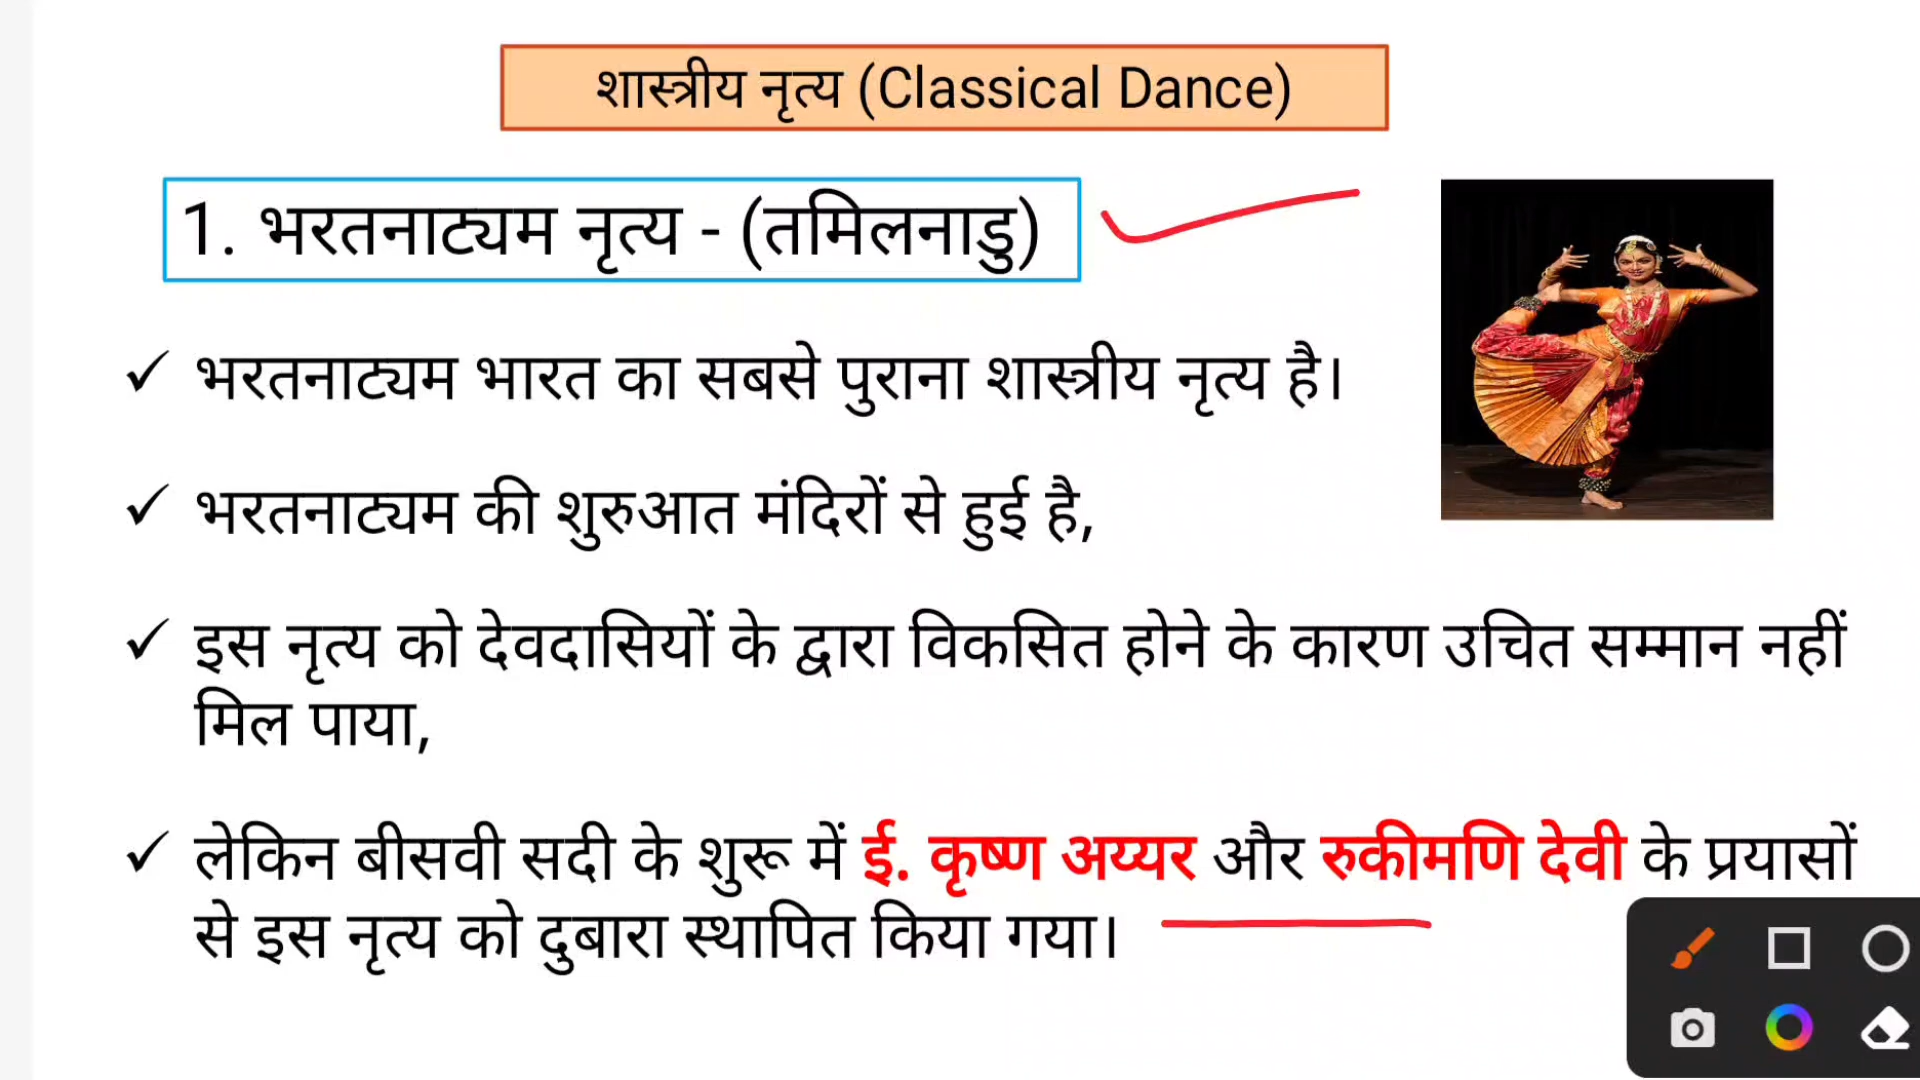 शास्त्रीय नृत्य (Classical Dance)
1. भरतनाट्यम नृत्य - (तमिलनाडु)
✓ भरतनाट्यम भारत का सबसे पुराना शास्त्रीय नृत्य है।
✓ भरतनाट्यम की शुरुआत मंदिरों से हुई है,
✓ इस नृत्य को देवदासियों के द्वारा विकसित होने के कारण उचित सम्मान नहीं
मिल पाया,
✓ लेकिन बीसवी सदी के शुरू में ई. कृष्ण अय्यर और रुकीमणि देवी के प्रयासों
से इस नृत्य को दुबारा स्थापित किया गया।